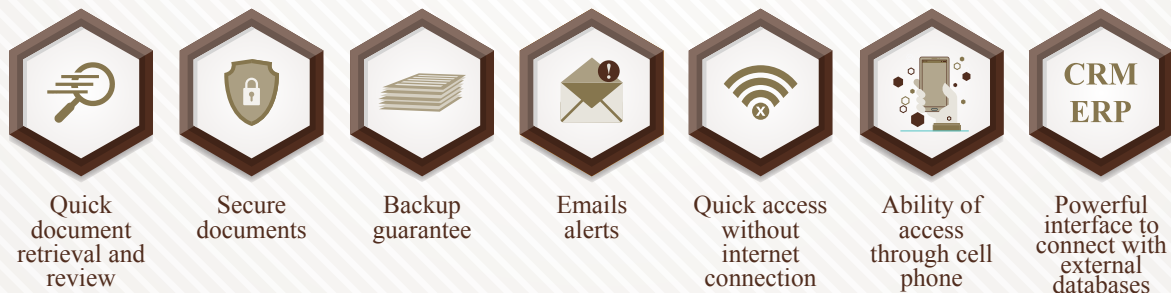 CRM
ERP
Quick
document
retrieval and
review
Secure
documents
Backup
guarantee
Emails
alerts
Quick access
without
internet
connection
Ability of
access
through cell
phone
Powerful
interface to
connect with
external
databases